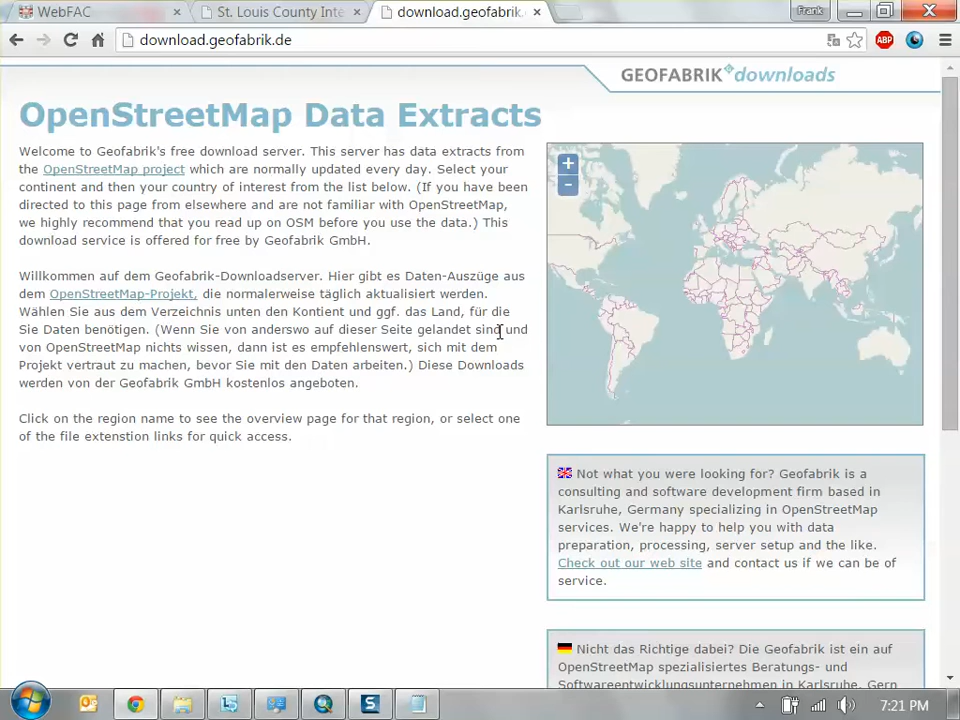 WebFAC
St. Louis County Inte
download.geofabrik.
Frank
download.geofabrik.de
ABP
GEOFABRIK downloads
OpenStreetMap Data Extracts
Welcome to Geofabrik's free download server. This server has data extracts from
the OpenStreetMap project which are normally updated every day. Select your
continent and then your country of interest from the list below. (If you have been
directed to this page from elsewhere and are not familiar with OpenStreetMap,
we highly recommend that you read up on OSM before you use the data.) This
download service is offered for free by Geofabrik GmbH.
Willkommen auf dem Geofabrik-Downloadserver. Hier gibt es Daten-Auszüge aus
dem OpenStreetMap-Projekt, die normalerweise täglich aktualisiert werden.
Wählen Sie aus dem Verzeichnis unten den Kontient und ggf. das Land, für die
Sie Daten benötigen. (Wenn Sie von anderswo auf dieser Seite gelandet sind und
von OpenStreetMap nichts wissen, dann ist es empfehlenswert, sich mit dem
Projekt vertraut zu machen, bevor Sie mit den Daten arbeiten.) Diese Downloads
werden von der Geofabrik GmbH kostenlos angeboten.
Click on the region name to see the overview page for that region, or select one
of the file extenstion links for quick access.
+
-
Not what you were looking for? Geofabrik is a
consulting and software development firm based in
Karlsruhe, Germany specializing in OpenStreetMap
services. We're happy to help you with data
preparation, processing, server setup and the like.
Check out our web site and contact us if we can be of
service.
Nicht das Richtige dabei? Die Geofabrik ist ein auf
OpenStreetMap spezialisiertes Beratungs- und
Softwareentwicklungsunternehmen in Karlsruhe. Gern
7:21 PM